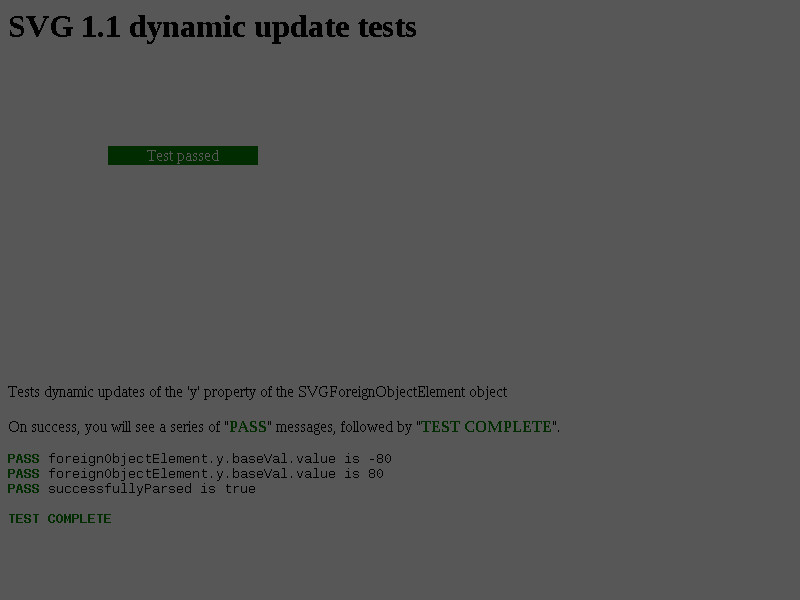 SVG 1.1 dynamic update tests
Test passed
Tests dynamic updates of the 'y' property of the SVGForeignObjectElement object
On success, you will see a series of "PASS" messages, followed by "TEST COMPLETE".
PASS foreignObjectElement.y.baseVal.value is -80
PASS foreignObjectElement.y.baseVal.value is 80
PASS successfullyParsed is true
TEST COMPLETE